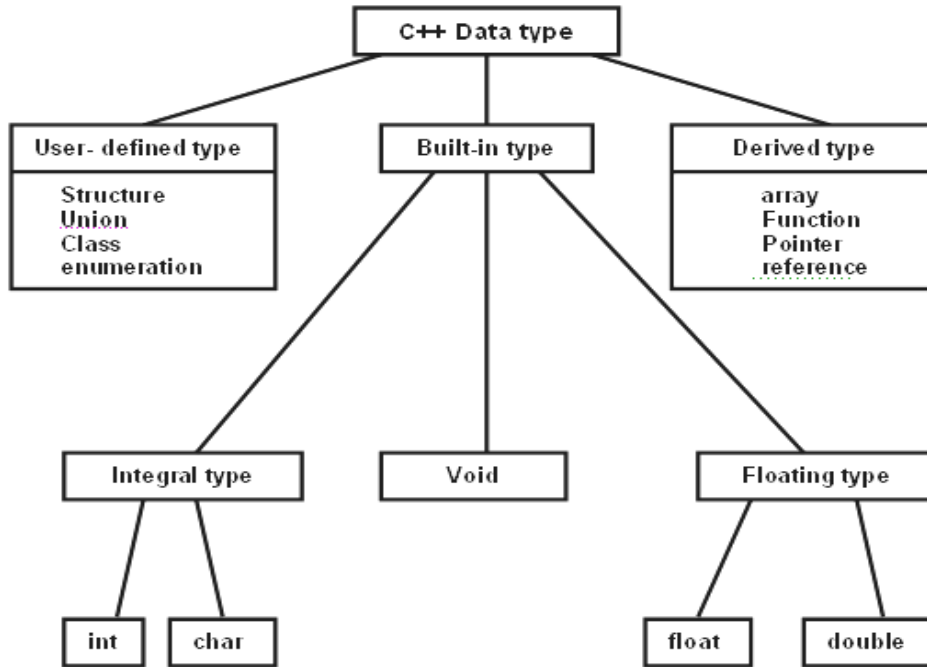 C++ Data type
User- defined type
Structure
Union
Class
enumeration
Built-in type
Derived type
array
Function
Pointer
reference
Integral type
Void
Floating type
int
char
float
double